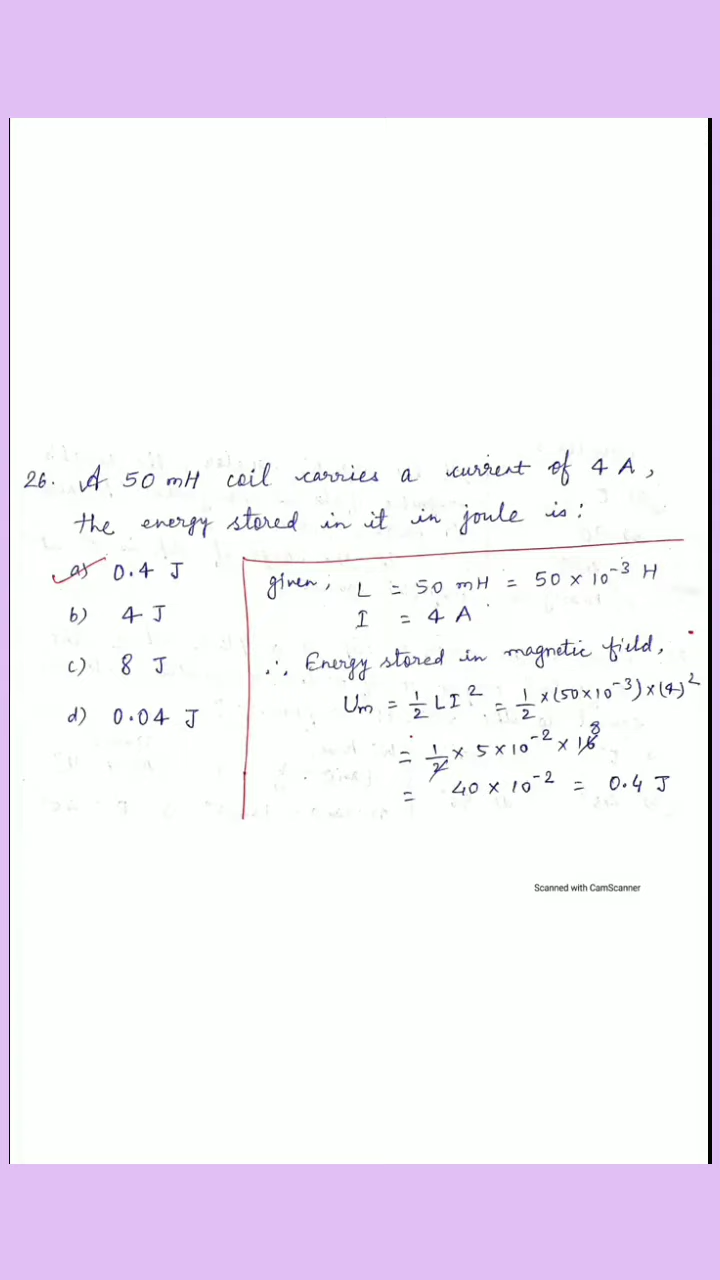 26. A 50 mH coil carries a current of 4 A,
the energy stored in it in joule is:
a) 0.4 J
b) 4 J
c) 8 J
d) 0.04 J
given, L = 50 mH = 50 × 10⁻³ H
I = 4 A
∴ Energy stored in magnetic field,
Um = 1/2 LI² = 1/2 × (50×10⁻³) × (4)²
= 1/2 × 5 × 10⁻² × 16 8
= 40 × 10⁻² = 0.4 J
Scanned with CamScanner